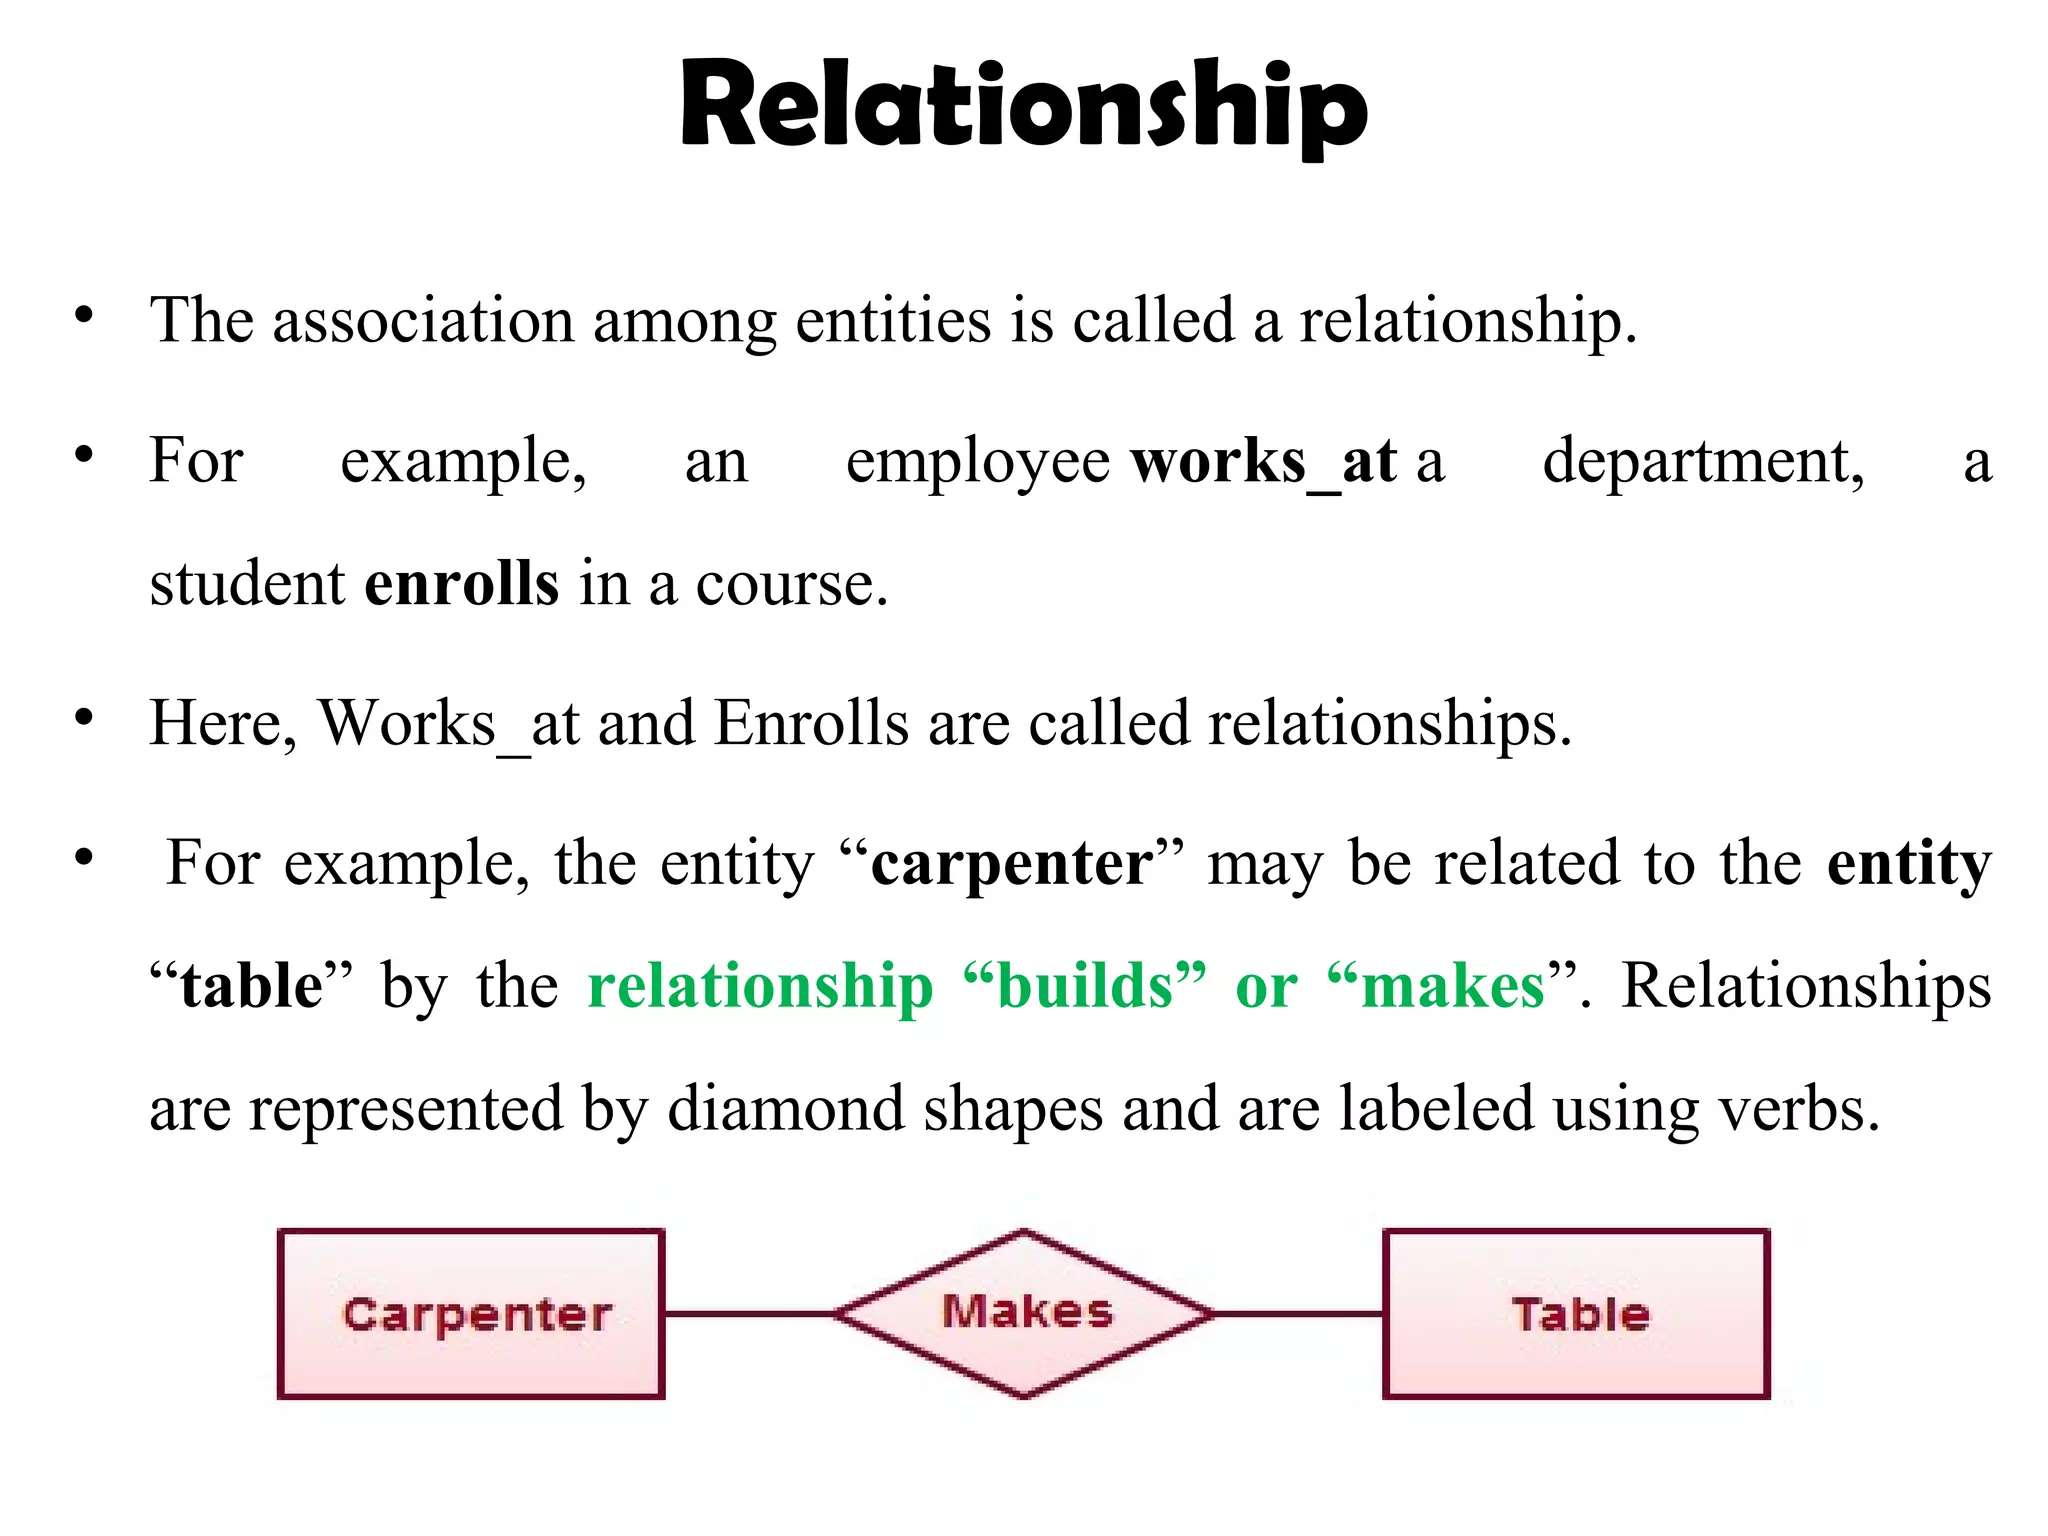 Relationship
• The association among entities is called a relationship.
• For example, an employee works_at a department, a
student enrolls in a course.
• Here, Works_at and Enrolls are called relationships.
• For example, the entity “carpenter” may be related to the entity
“table” by the relationship “builds” or “makes”. Relationships
are represented by diamond shapes and are labeled using verbs.
Carpenter Makes Table